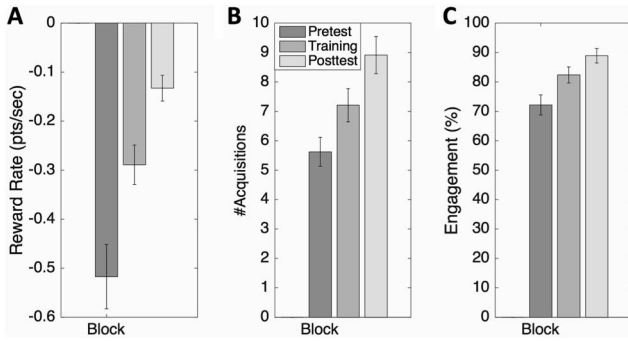 A
Reward Rate (pts/sec)
0
-0.1
-0.2
-0.3
-0.4
-0.5
-0.6
Block
B
#Acquisitions
10
9
8
7
6
5
4
3
2
1
0
Pretest
Training
Posttest
Block
C
Engagement (%)
100
90
80
70
60
50
40
30
20
10
0
Block